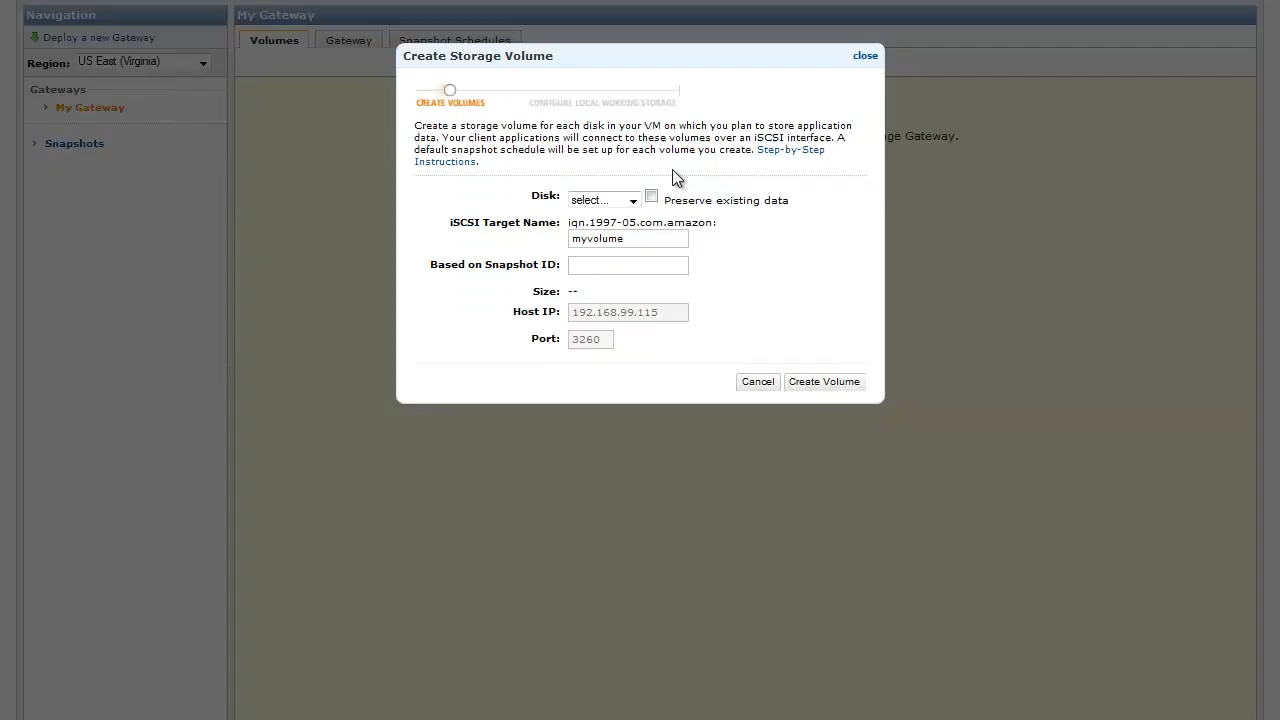 Navigation
My Gateway
Deploy a new Gateway
Volumes
Gateway
Snapshot Schedules
Region: US East (Virginia)
Gateways
My Gateway
Snapshots
Create Storage Volume
close
CREATE VOLUMES
CONFIGURE LOCAL WORKING STORAGE
Create a storage volume for each disk in your VM on which you plan to store application
data. Your client applications will connect to these volumes over an iSCSI interface. A
default snapshot schedule will be set up for each volume you create. Step-by-Step
Instructions.
ge Gateway.
Disk: select... Preserve existing data
iSCSI Target Name: iqn.1997-05.com.amazon:
myvolume
Based on Snapshot ID:
Size: --
Host IP: 192.168.99.115
Port: 3260
Cancel
Create Volume